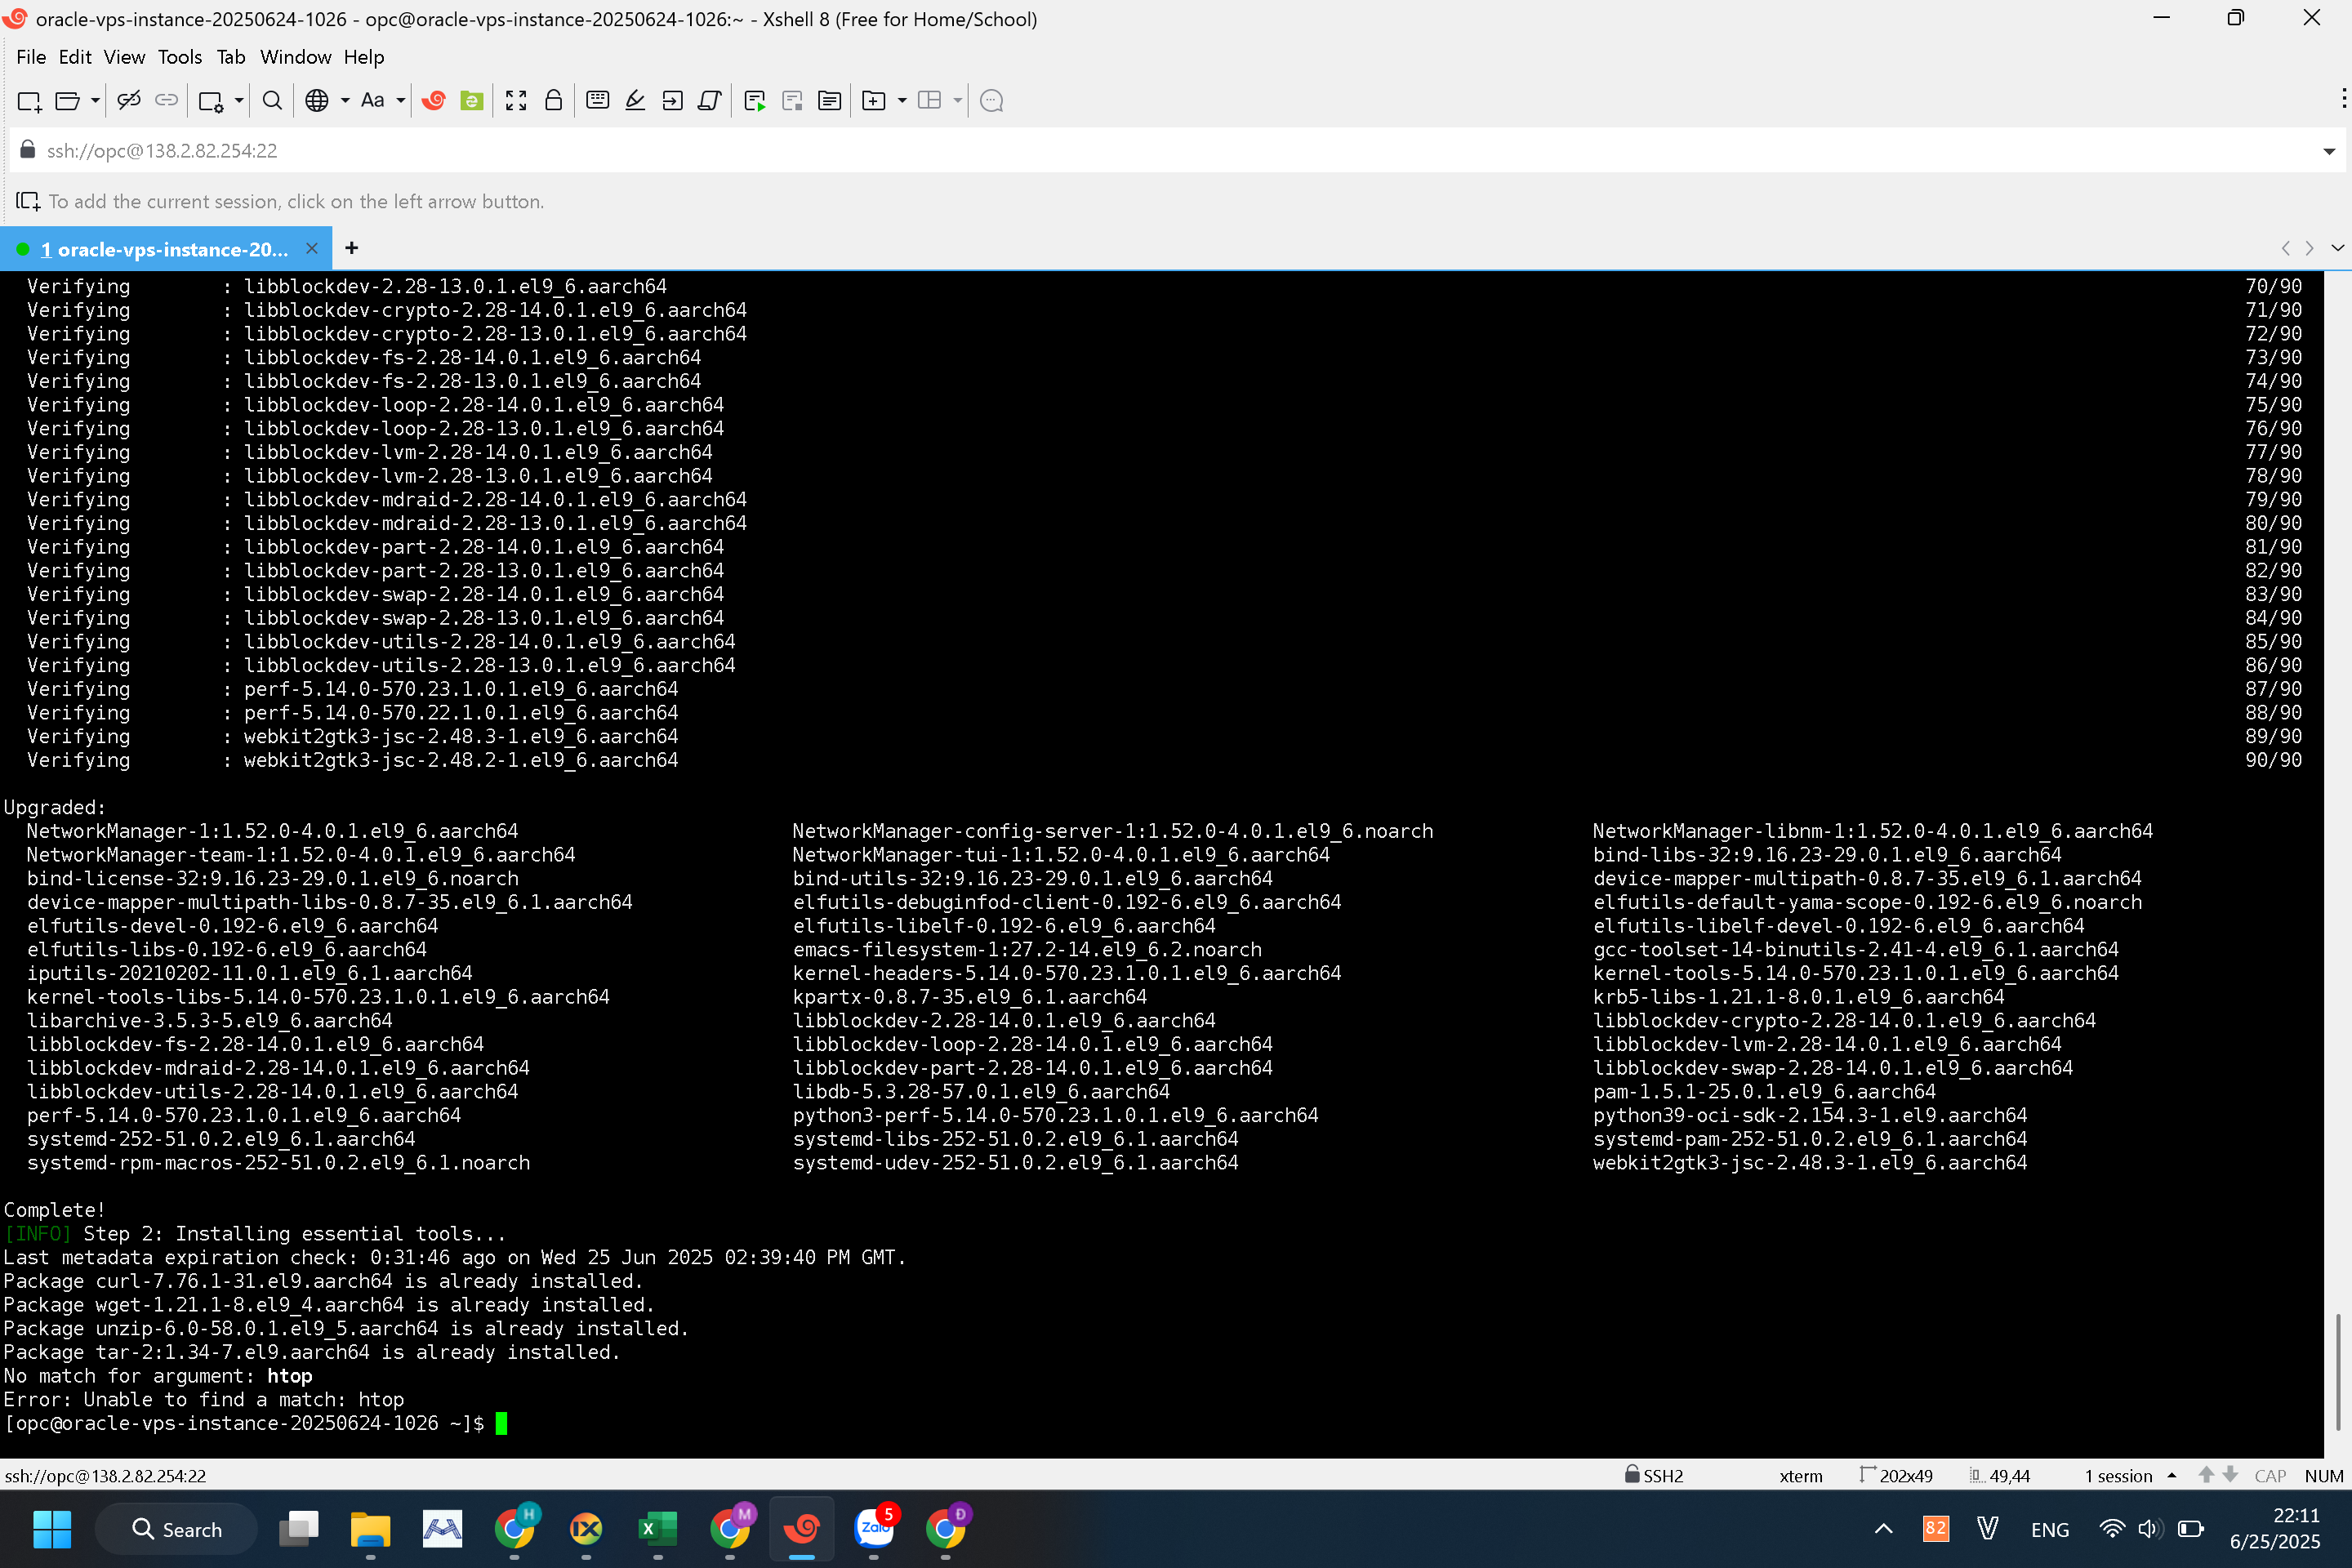 oracle-vps-instance-20250624-1026 - opc@oracle-vps-instance-20250624-1026:~ - Xshell 8 (Free for Home/School)
File Edit View Tools Tab Window Help
Aa
ssh://opc@138.2.82.254:22
To add the current session, click on the left arrow button.
1 oracle-vps-instance-20... × +
Verifying : libblockdev-2.28-13.0.1.el9_6.aarch64 70/90
Verifying : libblockdev-crypto-2.28-14.0.1.el9_6.aarch64 71/90
Verifying : libblockdev-crypto-2.28-13.0.1.el9_6.aarch64 72/90
Verifying : libblockdev-fs-2.28-14.0.1.el9_6.aarch64 73/90
Verifying : libblockdev-fs-2.28-13.0.1.el9_6.aarch64 74/90
Verifying : libblockdev-loop-2.28-14.0.1.el9_6.aarch64 75/90
Verifying : libblockdev-loop-2.28-13.0.1.el9_6.aarch64 76/90
Verifying : libblockdev-lvm-2.28-14.0.1.el9_6.aarch64 77/90
Verifying : libblockdev-lvm-2.28-13.0.1.el9_6.aarch64 78/90
Verifying : libblockdev-mdraid-2.28-14.0.1.el9_6.aarch64 79/90
Verifying : libblockdev-mdraid-2.28-13.0.1.el9_6.aarch64 80/90
Verifying : libblockdev-part-2.28-14.0.1.el9_6.aarch64 81/90
Verifying : libblockdev-part-2.28-13.0.1.el9_6.aarch64 82/90
Verifying : libblockdev-swap-2.28-14.0.1.el9_6.aarch64 83/90
Verifying : libblockdev-swap-2.28-13.0.1.el9_6.aarch64 84/90
Verifying : libblockdev-utils-2.28-14.0.1.el9_6.aarch64 85/90
Verifying : libblockdev-utils-2.28-13.0.1.el9_6.aarch64 86/90
Verifying : perf-5.14.0-570.23.1.0.1.el9_6.aarch64 87/90
Verifying : perf-5.14.0-570.22.1.0.1.el9_6.aarch64 88/90
Verifying : webkit2gtk3-jsc-2.48.3-1.el9_6.aarch64 89/90
Verifying : webkit2gtk3-jsc-2.48.2-1.el9_6.aarch64 90/90
Upgraded:
NetworkManager-1:1.52.0-4.0.1.el9_6.aarch64 NetworkManager-config-server-1:1.52.0-4.0.1.el9_6.noarch NetworkManager-libnm-1:1.52.0-4.0.1.el9_6.aarch64
NetworkManager-team-1:1.52.0-4.0.1.el9_6.aarch64 NetworkManager-tui-1:1.52.0-4.0.1.el9_6.aarch64 bind-libs-32:9.16.23-29.0.1.el9_6.aarch64
bind-license-32:9.16.23-29.0.1.el9_6.noarch bind-utils-32:9.16.23-29.0.1.el9_6.aarch64 device-mapper-multipath-0.8.7-35.el9_6.1.aarch64
device-mapper-multipath-libs-0.8.7-35.el9_6.1.aarch64 elfutils-debuginfod-client-0.192-6.el9_6.aarch64 elfutils-default-yama-scope-0.192-6.el9_6.noarch
elfutils-devel-0.192-6.el9_6.aarch64 elfutils-libelf-0.192-6.el9_6.aarch64 elfutils-libelf-devel-0.192-6.el9_6.aarch64
elfutils-libs-0.192-6.el9_6.aarch64 emacs-filesystem-1:27.2-14.el9_6.2.noarch gcc-toolset-14-binutils-2.41-4.el9_6.1.aarch64
iputils-20210202-11.0.1.el9_6.1.aarch64 kernel-headers-5.14.0-570.23.1.0.1.el9_6.aarch64 kernel-tools-5.14.0-570.23.1.0.1.el9_6.aarch64
kernel-tools-libs-5.14.0-570.23.1.0.1.el9_6.aarch64 kpartx-0.8.7-35.el9_6.1.aarch64 krb5-libs-1.21.1-8.0.1.el9_6.aarch64
libarchive-3.5.3-5.el9_6.aarch64 libblockdev-2.28-14.0.1.el9_6.aarch64 libblockdev-crypto-2.28-14.0.1.el9_6.aarch64
libblockdev-fs-2.28-14.0.1.el9_6.aarch64 libblockdev-loop-2.28-14.0.1.el9_6.aarch64 libblockdev-lvm-2.28-14.0.1.el9_6.aarch64
libblockdev-mdraid-2.28-14.0.1.el9_6.aarch64 libblockdev-part-2.28-14.0.1.el9_6.aarch64 libblockdev-swap-2.28-14.0.1.el9_6.aarch64
libblockdev-utils-2.28-14.0.1.el9_6.aarch64 libdb-5.3.28-57.0.1.el9_6.aarch64 pam-1.5.1-25.0.1.el9_6.aarch64
perf-5.14.0-570.23.1.0.1.el9_6.aarch64 python3-perf-5.14.0-570.23.1.0.1.el9_6.aarch64 python39-oci-sdk-2.154.3-1.el9.aarch64
systemd-252-51.0.2.el9_6.1.aarch64 systemd-libs-252-51.0.2.el9_6.1.aarch64 systemd-pam-252-51.0.2.el9_6.1.aarch64
systemd-rpm-macros-252-51.0.2.el9_6.1.noarch systemd-udev-252-51.0.2.el9_6.1.aarch64 webkit2gtk3-jsc-2.48.3-1.el9_6.aarch64
Complete!
[INFO] Step 2: Installing essential tools...
Last metadata expiration check: 0:31:46 ago on Wed 25 Jun 2025 02:39:40 PM GMT.
Package curl-7.76.1-31.el9.aarch64 is already installed.
Package wget-1.21.1-8.el9_4.aarch64 is already installed.
Package unzip-6.0-58.0.1.el9_5.aarch64 is already installed.
Package tar-2:1.34-7.el9.aarch64 is already installed.
No match for argument: htop
Error: Unable to find a match: htop
[opc@oracle-vps-instance-20250624-1026 ~]$
ssh://opc@138.2.82.254:22 SSH2 xterm 202x49 49,44 1 session CAP NUM
Search H IX X M Zalo 5 Đ 82 V ENG 22:11
6/25/2025